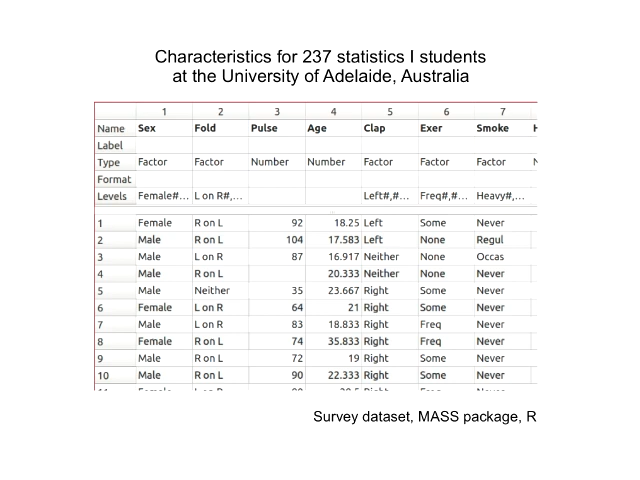 Characteristics for 237 statistics I students
at the University of Adelaide, Australia
1 2 3 4 5 6 7
Name Sex Fold Pulse Age Clap Exer Smoke
Label
Type Factor Factor Number Number Factor Factor Factor
Format
Levels Female#... L on R#,... Left#,#... Freq#,#... Heavy#,...
1 Female R on L 92 18.25 Left Some Never
2 Male R on L 104 17.583 Left None Regul
3 Male L on R 87 16.917 Neither None Occas
4 Male R on L 20.333 Neither None Never
5 Male Neither 35 23.667 Right Some Never
6 Female L on R 64 21 Right Some Never
7 Male L on R 83 18.833 Right Freq Never
8 Female R on L 74 35.833 Right Freq Never
9 Male R on L 72 19 Right Some Never
10 Male R on L 90 22.333 Right Some Never
Survey dataset, MASS package, R